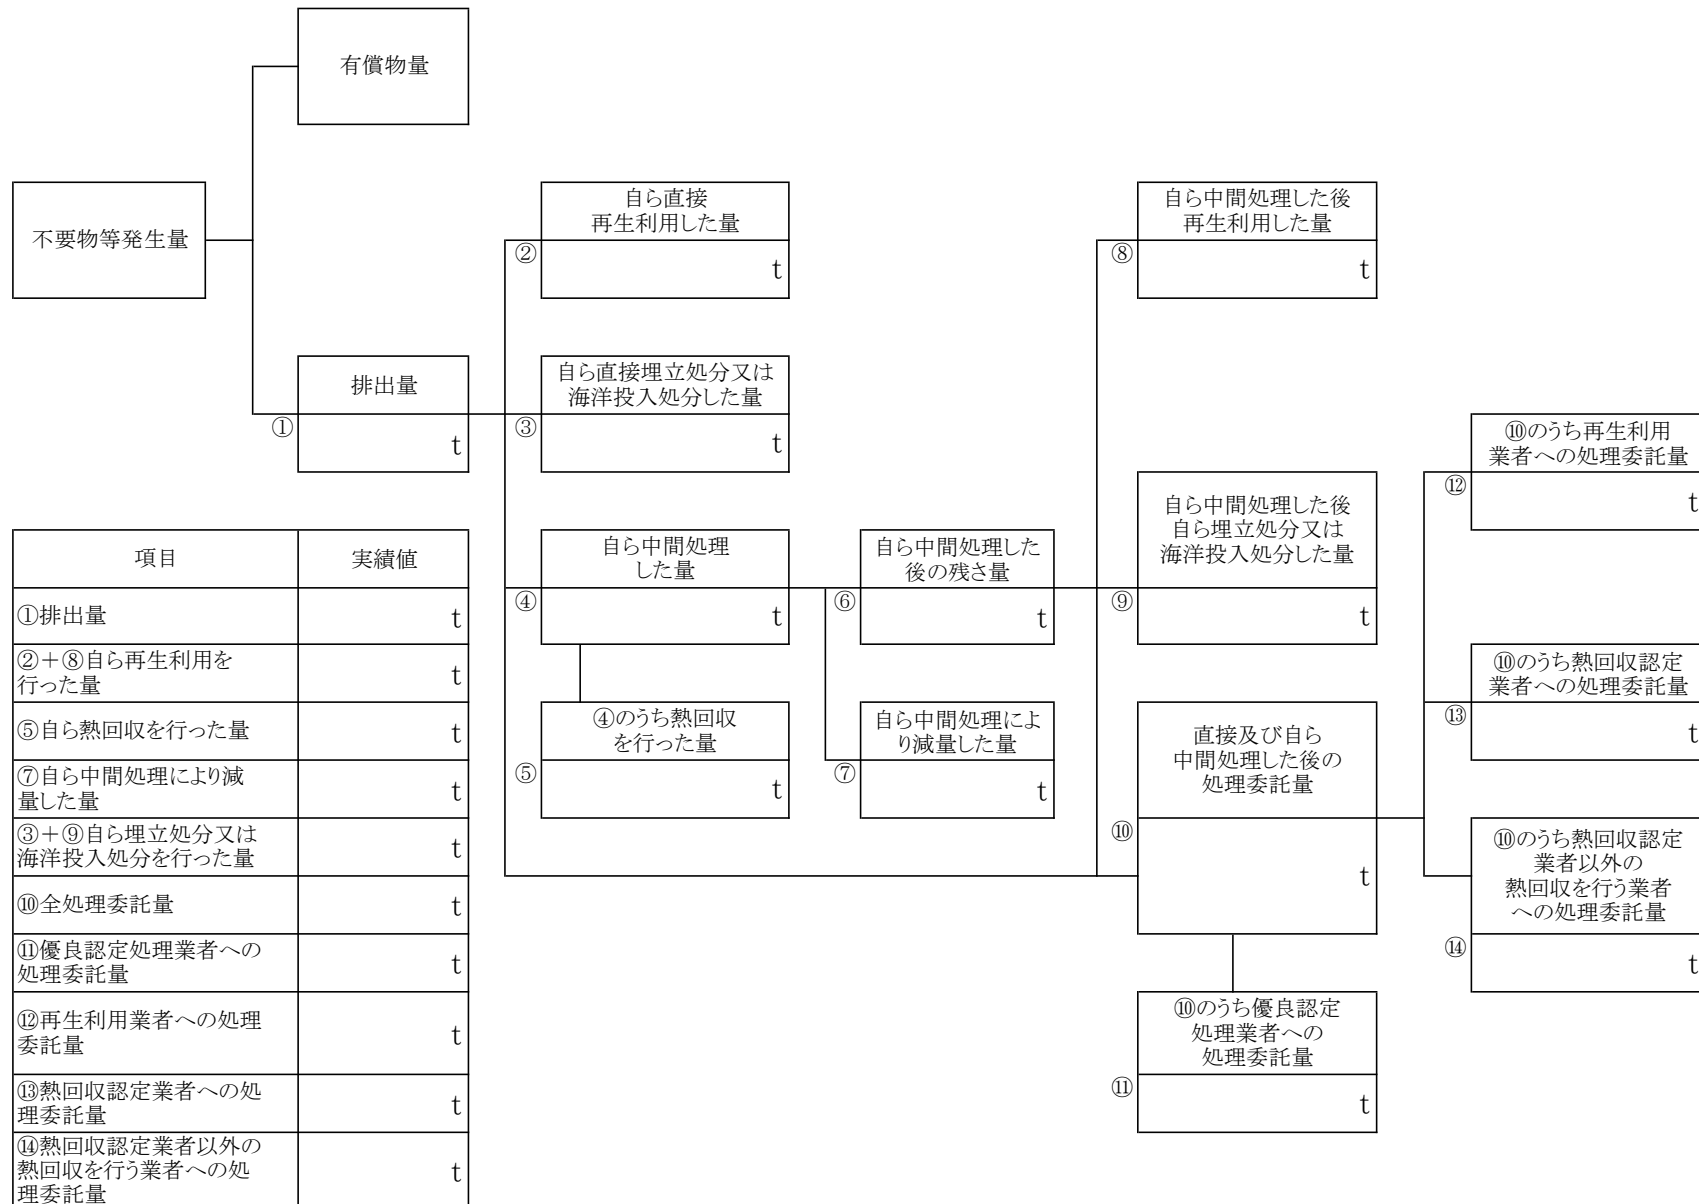 有償物量
不要物等発生量
排出量
①
t
自ら直接
再生利用した量
②
t
自ら直接埋立処分又は
海洋投入処分した量
③
t
自ら中間処理
した量
④
t
④のうち熱回収
を行った量
⑤
t
自ら中間処理した
後の残さ量
⑥
t
自ら中間処理によ
り減量した量
⑦
t
自ら中間処理した後
再生利用した量
⑧
t
自ら中間処理した後
自ら埋立処分又は
海洋投入処分した量
⑨
t
直接及び自ら
中間処理した後の
処理委託量
⑩
t
⑩のうち優良認定
処理業者への
処理委託量
⑪
t
⑩のうち再生利用
業者への処理委託量
⑫
t
⑩のうち熱回収認定
業者への処理委託量
⑬
t
⑩のうち熱回収認定
業者以外の
熱回収を行う業者
への処理委託量
⑭
t
項目 実績値
①排出量 t
②+⑧自ら再生利用を
行った量 t
⑤自ら熱回収を行った量 t
⑦自ら中間処理により減
量した量 t
③+⑨自ら埋立処分又は
海洋投入処分を行った量 t
⑩全処理委託量 t
⑪優良認定処理業者への
処理委託量 t
⑫再生利用業者への処理
委託量 t
⑬熱回収認定業者への処
理委託量 t
⑭熱回収認定業者以外の
熱回収を行う業者への処 t
理委託量